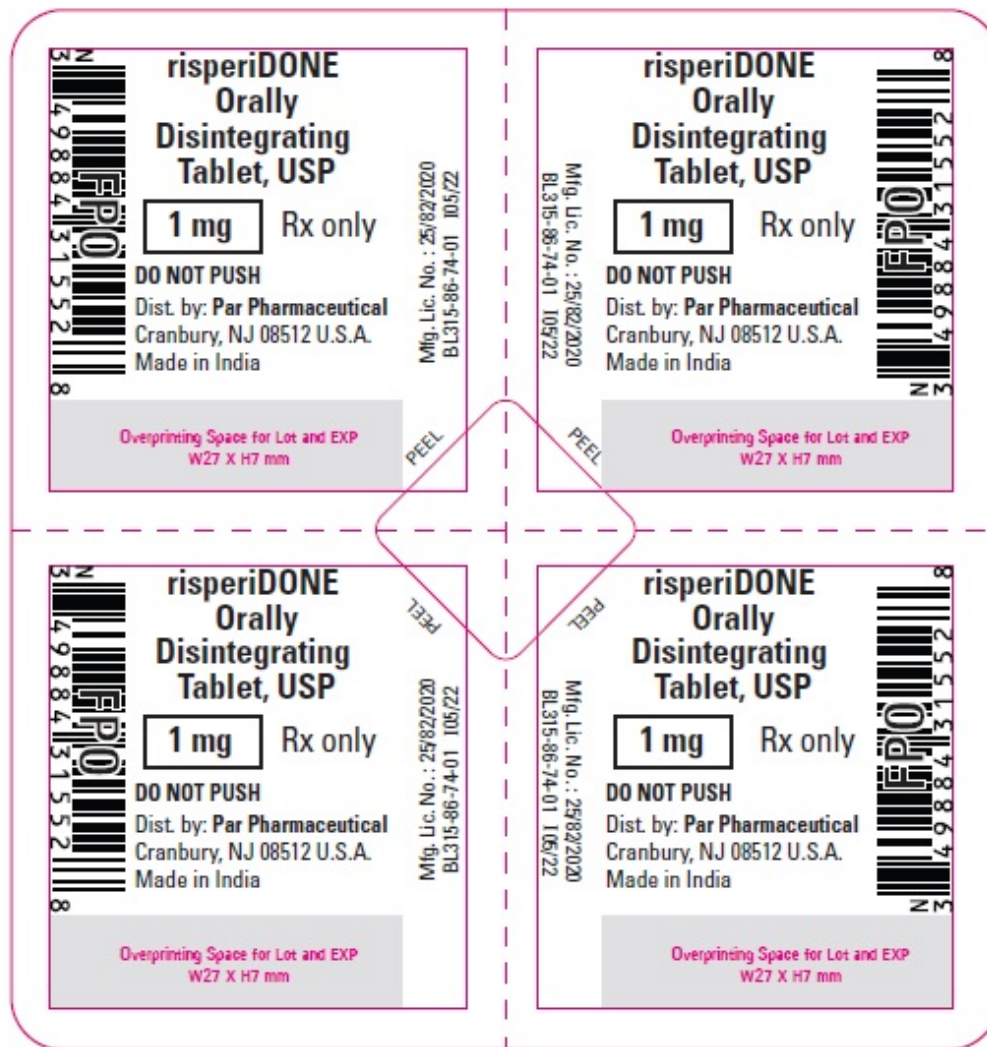 risperiDONE
Orally
Disintegrating
Tablet, USP
1 mg Rx only
DO NOT PUSH
Dist. by: Par Pharmaceutical
Cranbury, NJ 08512 U.S.A.
Made in India
Overprinting Space for Lot and EXP
W27 X H7 mm
N
3 49884 31552 8
FPO
Mfg. Lic. No. : 25/82/2020
BL315-86-74-01 I05/22
PEEL
risperiDONE
Orally
Disintegrating
Tablet, USP
1 mg Rx only
DO NOT PUSH
Dist. by: Par Pharmaceutical
Cranbury, NJ 08512 U.S.A.
Made in India
Overprinting Space for Lot and EXP
W27 X H7 mm
N
3 49884 31552 8
FPO
Mfg. Lic. No. : 25/82/2020
BL315-86-74-01 I05/22
PEEL
risperiDONE
Orally
Disintegrating
Tablet, USP
1 mg Rx only
DO NOT PUSH
Dist. by: Par Pharmaceutical
Cranbury, NJ 08512 U.S.A.
Made in India
Overprinting Space for Lot and EXP
W27 X H7 mm
N
3 49884 31552 8
FPO
Mfg. Lic. No. : 25/82/2020
BL315-86-74-01 I05/22
PEEL
risperiDONE
Orally
Disintegrating
Tablet, USP
1 mg Rx only
DO NOT PUSH
Dist. by: Par Pharmaceutical
Cranbury, NJ 08512 U.S.A.
Made in India
Overprinting Space for Lot and EXP
W27 X H7 mm
N
3 49884 31552 8
FPO
Mfg. Lic. No. : 25/82/2020
BL315-86-74-01 I05/22
PEEL